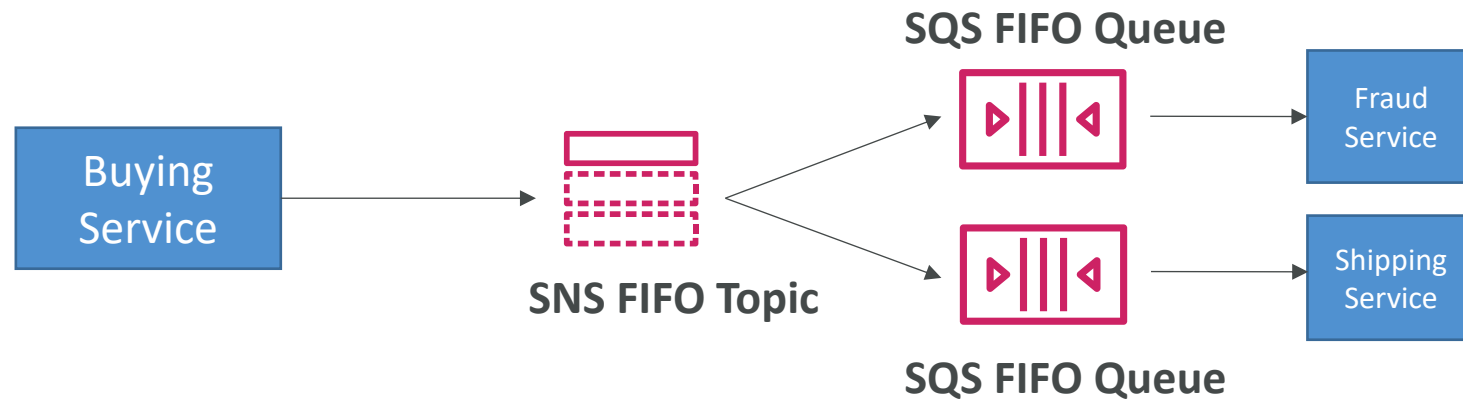 SQS FIFO Queue
Fraud
Service
Buying
Service
SNS FIFO Topic
Shipping
Service
SQS FIFO Queue